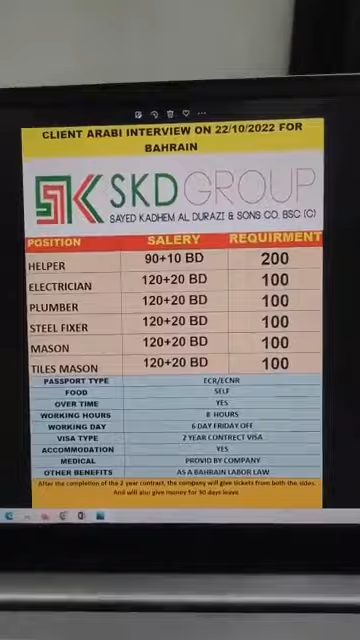 CLIENT ARABI INTERVIEW ON 22/10/2022 FOR
BAHRAIN
SKD GROUP
SAYED KADHEM AL DURAZI & SONS CO. BSC (C)
POSITION SALERY REQUIRMENT
HELPER 90+10 BD 200
ELECTRICIAN 120+20 BD 100
PLUMBER 120+20 BD 100
STEEL FIXER 120+20 BD 100
MASON 120+20 BD 100
TILES MASON 120+20 BD 100
PASSPORT TYPE ECR/ECNR
FOOD SELF
OVER TIME YES
WORKING HOURS 8 HOURS
WORKING DAY 6 DAY FRIDAY OFF
VISA TYPE 2 YEAR CONTRECT VISA
ACCOMMODATION YES
MEDICAL PROVID BY COMPANY
OTHER BENEFITS AS A BAHRAIN LABOR LAW
After the completion of the 2 year contract, the company will give tickets from both the sides.
And will also give money for 30 days leave